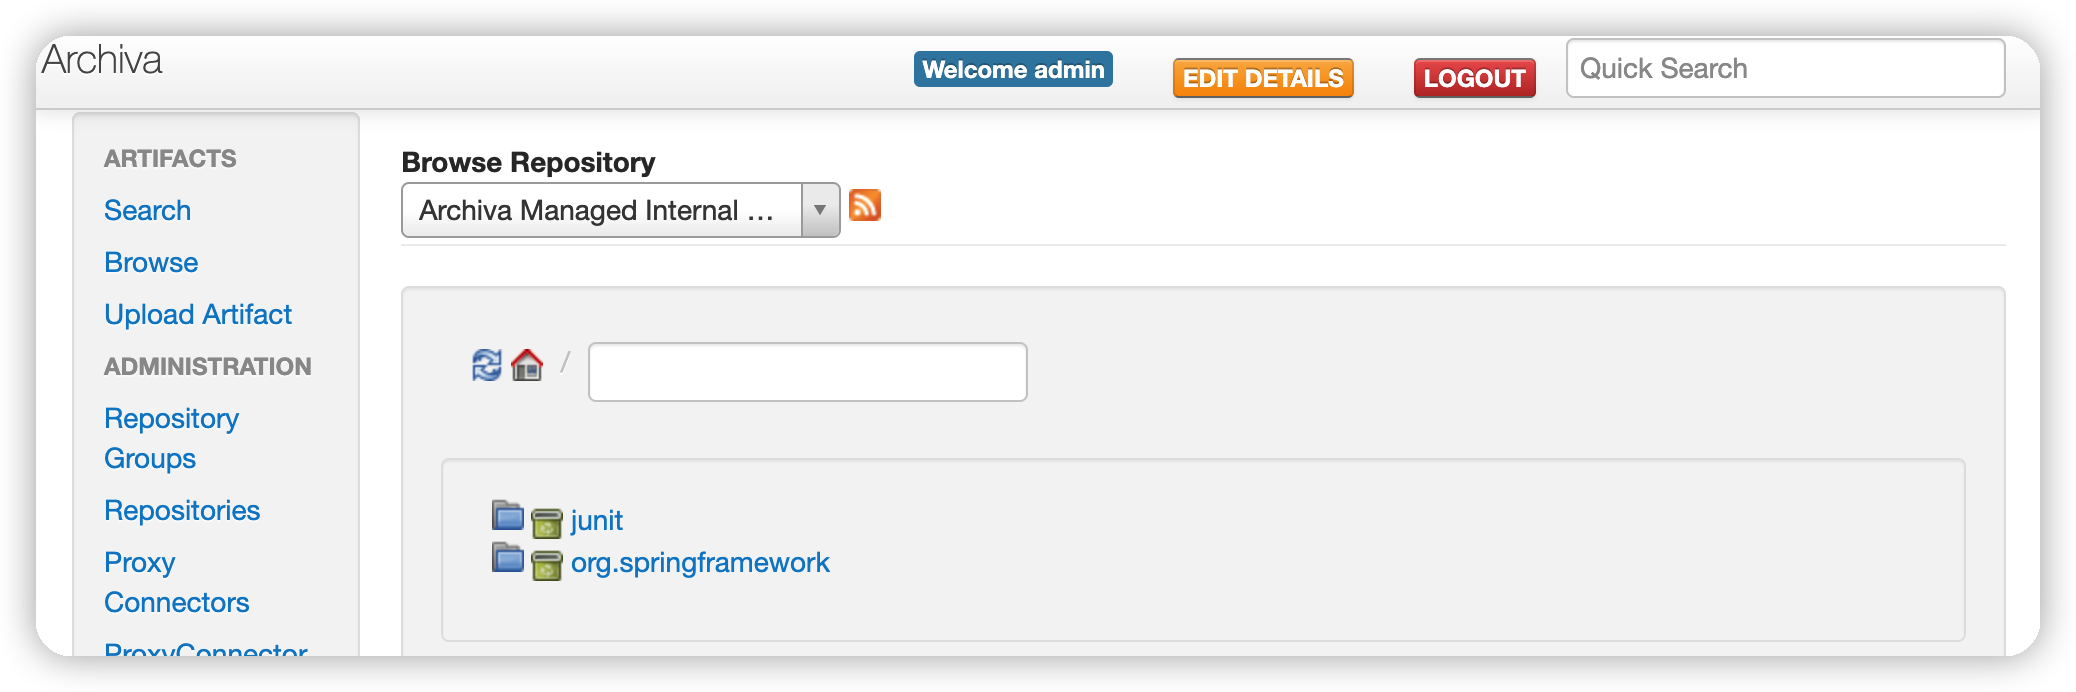 Archiva
Welcome admin
EDIT DETAILS
LOGOUT
Quick Search
ARTIFACTS
Search
Browse
Upload Artifact
ADMINISTRATION
Repository
Groups
Repositories
Proxy
Connectors
ProxyConnector
Browse Repository
Archiva Managed Internal ...
/
junit
org.springframework